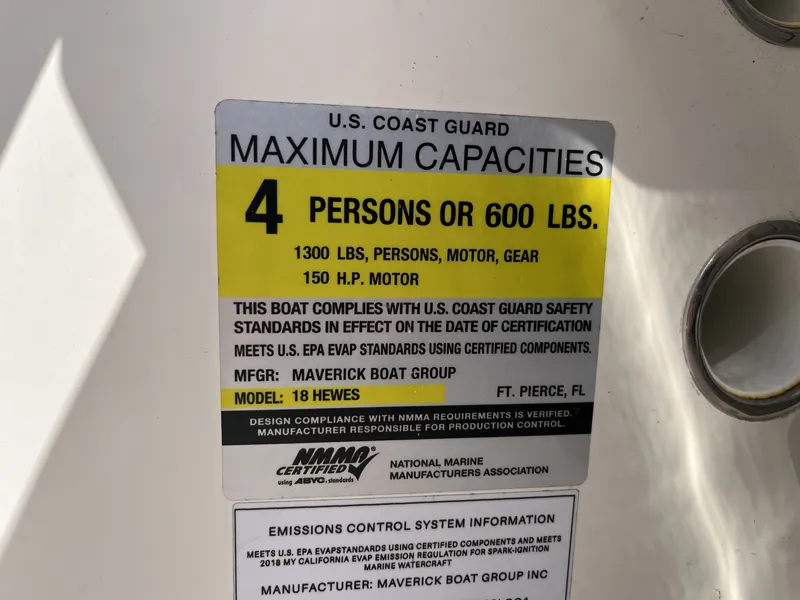 U.S. COAST GUARD
MAXIMUM CAPACITIES
4 PERSONS OR 600 LBS.
1300 LBS, PERSONS, MOTOR, GEAR
150 H.P. MOTOR
THIS BOAT COMPLIES WITH U.S. COAST GUARD SAFETY
STANDARDS IN EFFECT ON THE DATE OF CERTIFICATION
MEETS U.S. EPA EVAP STANDARDS USING CERTIFIED COMPONENTS.
MFGR: MAVERICK BOAT GROUP
MODEL: 18 HEWES FT. PIERCE, FL
DESIGN COMPLIANCE WITH NMMA REQUIREMENTS IS VERIFIED.
MANUFACTURER RESPONSIBLE FOR PRODUCTION CONTROL.
NMMA
CERTIFIED
using ABYC. standards
NATIONAL MARINE
MANUFACTURERS ASSOCIATION
EMISSIONS CONTROL SYSTEM INFORMATION
MEETS U.S. EPA EVAPSTANDARDS USING CERTIFIED COMPONENTS AND MEETS
2018 MY CALIFORNIA EVAP EMISSION REGULATION FOR SPARK-IGNITION
MARINE WATERCRAFT
MANUFACTURER: MAVERICK BOAT GROUP INC